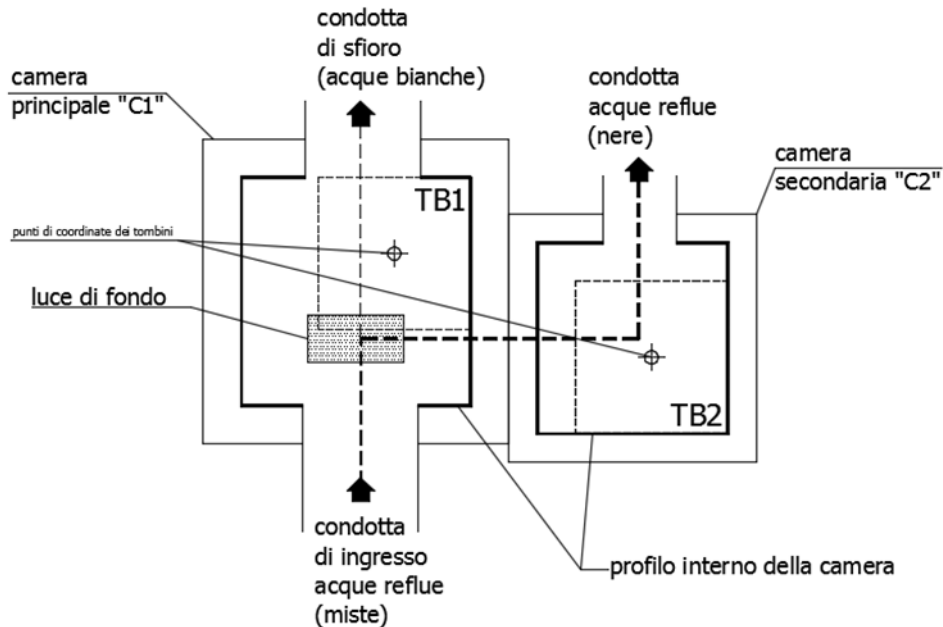 condotta
di sfioro
(acque bianche)
camera
principale "C1"
condotta
acque reflue
(nere)
camera
secondaria "C2"
TB1
punti di coordinate dei tombini
luce di fondo
TB2
condotta
di ingresso
acque reflue
(miste)
profilo interno della camera